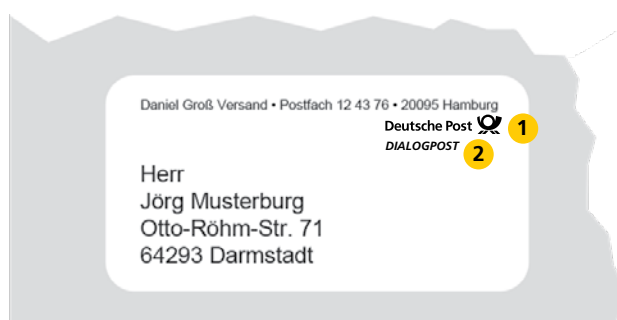 Daniel Groß Versand • Postfach 12 43 76 • 20095 Hamburg
Deutsche Post 1
DIALOGPOST 2
Herr
Jörg Musterburg
Otto-Röhm-Str. 71
64293 Darmstadt